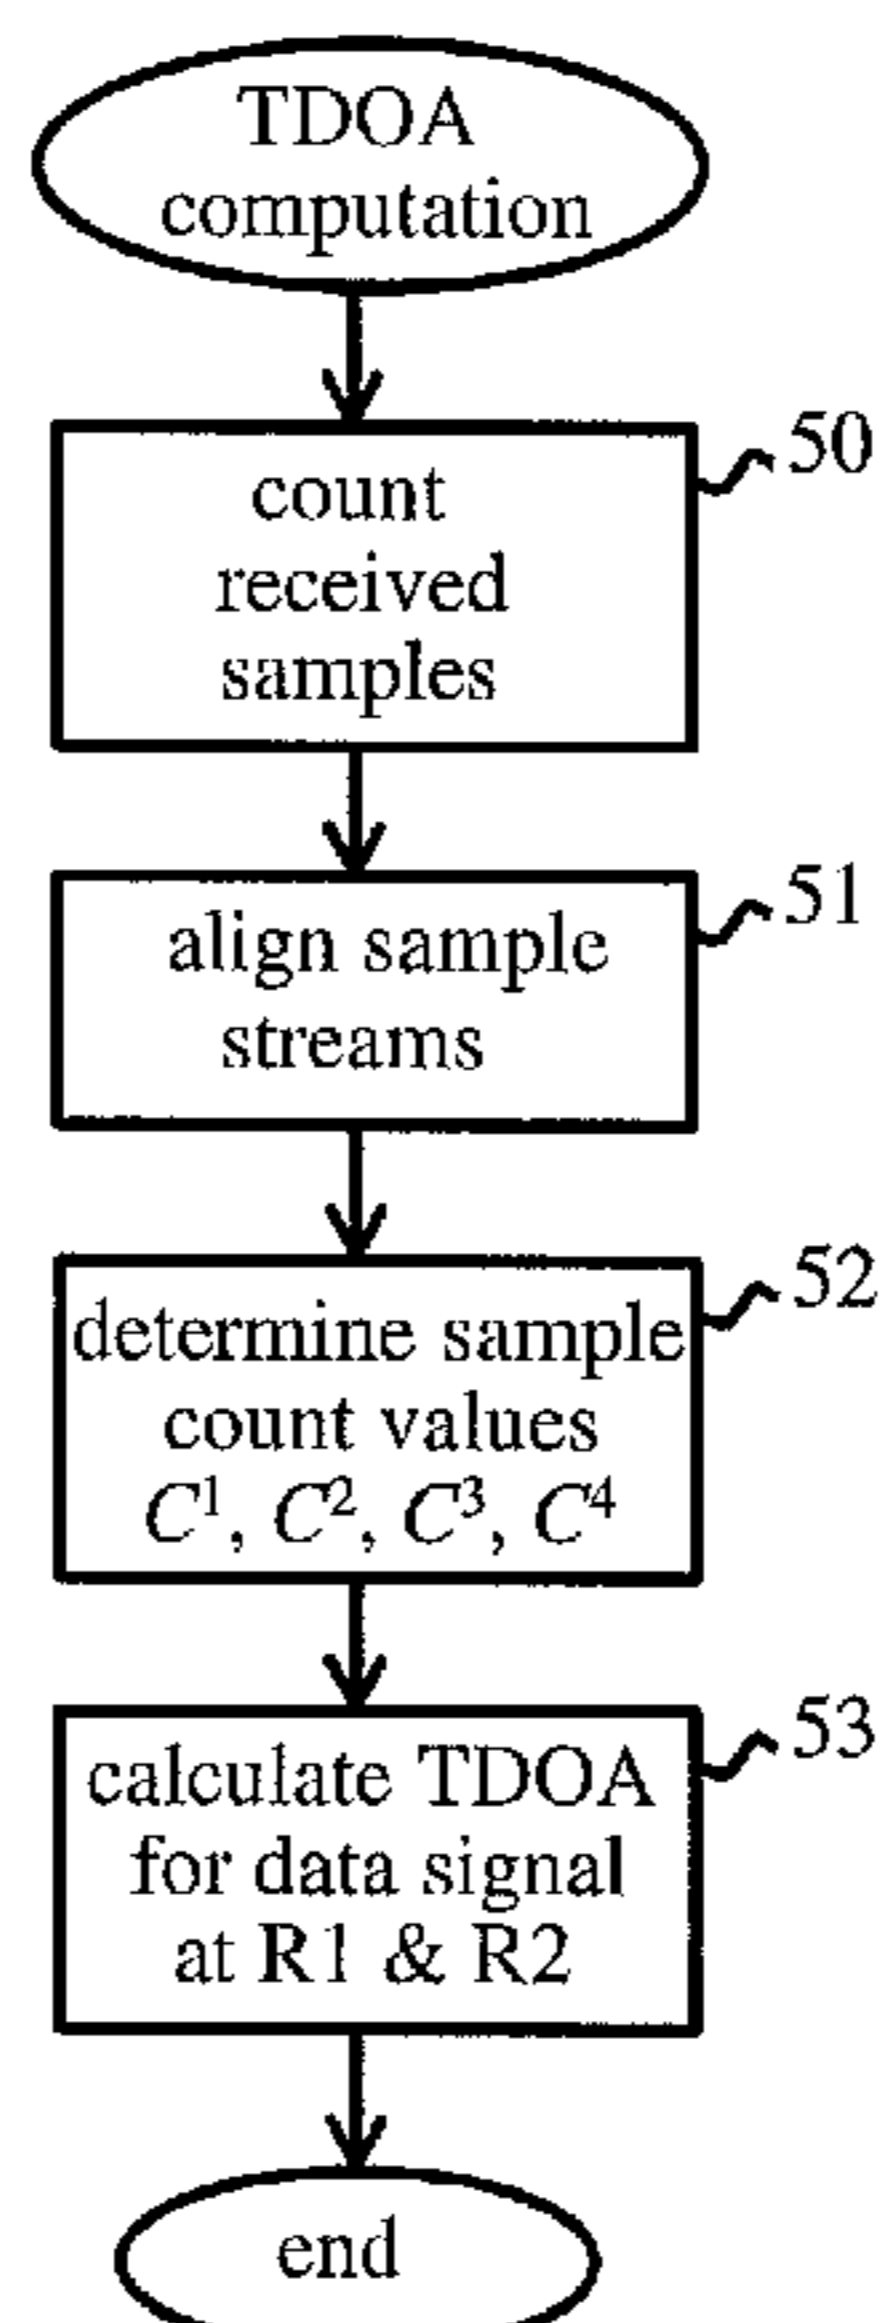 TDOA
computation
50
count
received
samples
51
align sample
streams
52
determine sample
count values
C¹, C², C³, C⁴
53
calculate TDOA
for data signal
at R1 & R2
end